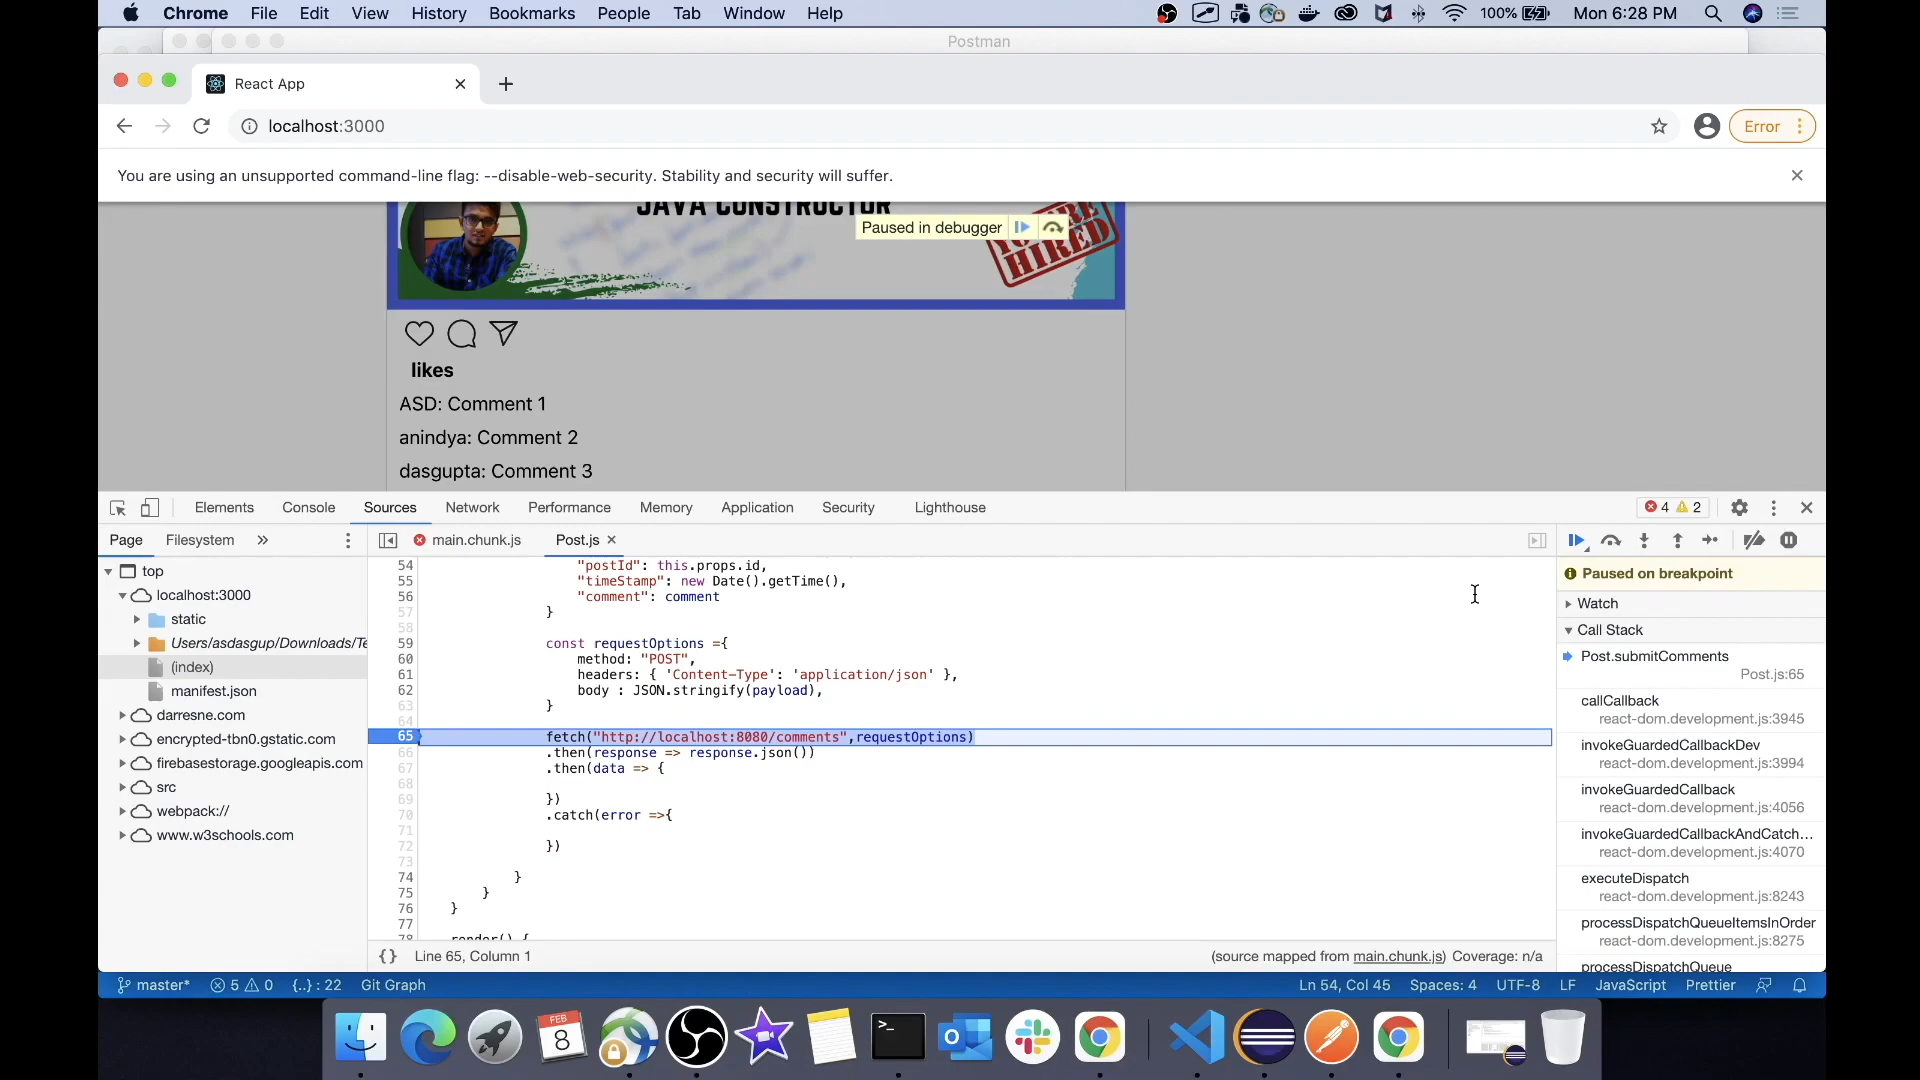 Chrome File Edit View History Bookmarks People Tab Window Help 100% Mon 6:28 PM
Postman
React App
localhost:3000 Error
You are using an unsupported command-line flag: --disable-web-security. Stability and security will suffer.
JAVA CONSTRUCTOR
Paused in debugger
HIRED
likes
ASD: Comment 1
anindya: Comment 2
dasgupta: Comment 3
Elements Console Sources Network Performance Memory Application Security Lighthouse 4 2
Page Filesystem » main.chunk.js Post.js
Paused on breakpoint
Watch
Call Stack
Post.submitComments
Post.js:65
callCallback
react-dom.development.js:3945
invokeGuardedCallbackDev
react-dom.development.js:3994
invokeGuardedCallback
react-dom.development.js:4056
invokeGuardedCallbackAndCatch...
react-dom.development.js:4070
executeDispatch
react-dom.development.js:8243
processDispatchQueueItemsInOrder
react-dom.development.js:8275
processDispatchQueue
top
localhost:3000
static
Users/asdasgup/Downloads/Te
(index)
manifest.json
darresne.com
encrypted-tbn0.gstatic.com
firebasestorage.googleapis.com
src
webpack://
www.w3schools.com
54 "postId": this.props.id,
55 "timeStamp": new Date().getTime(),
56 "comment": comment
57 }
58
59 const requestOptions ={
60 method: "POST",
61 headers: { 'Content-Type': 'application/json' },
62 body : JSON.stringify(payload),
63 }
64
65 fetch("http://localhost:8080/comments",requestOptions)
66 .then(response => response.json())
67 .then(data => {
68
69 })
70 .catch(error =>{
71
72 })
73
74 }
75 }
76 }
77
78 render() {
{} Line 65, Column 1 (source mapped from main.chunk.js) Coverage: n/a
master* 5 0 {..} : 22 Git Graph Ln 54, Col 45 Spaces: 4 UTF-8 LF JavaScript Prettier
FEB
8